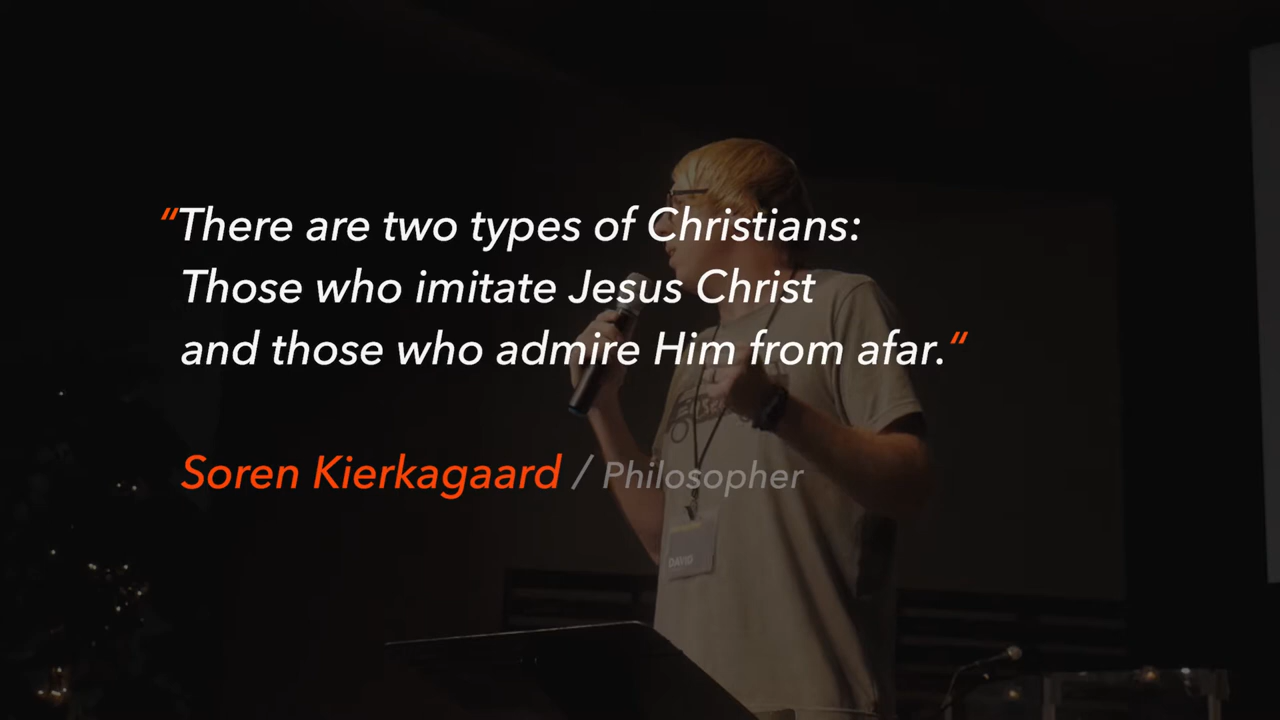 “There are two types of Christians:
Those who imitate Jesus Christ
and those who admire Him from afar.“
Soren Kierkagaard / Philosopher
DAVID